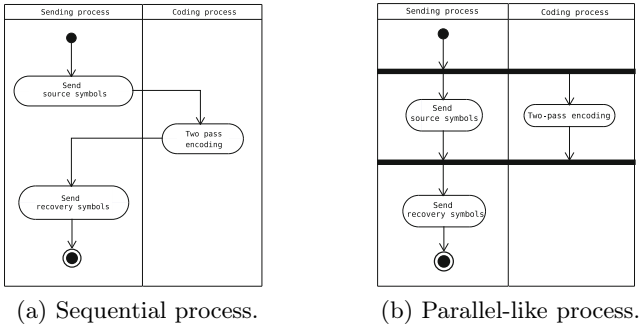 Sending process
Coding process
Send
source symbols
Two pass
encoding
Send
recovery symbols
(a) Sequential process.
Sending process
Coding process
Send
source symbols
Two-pass encoding
Send
recovery symbols
(b) Parallel-like process.